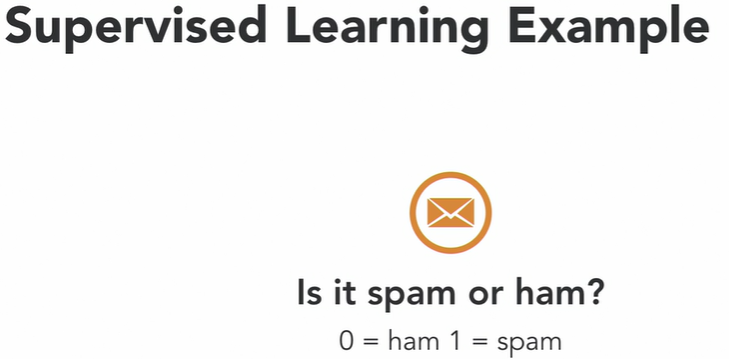 Supervised Learning Example
Is it spam or ham?
0 = ham 1 = spam